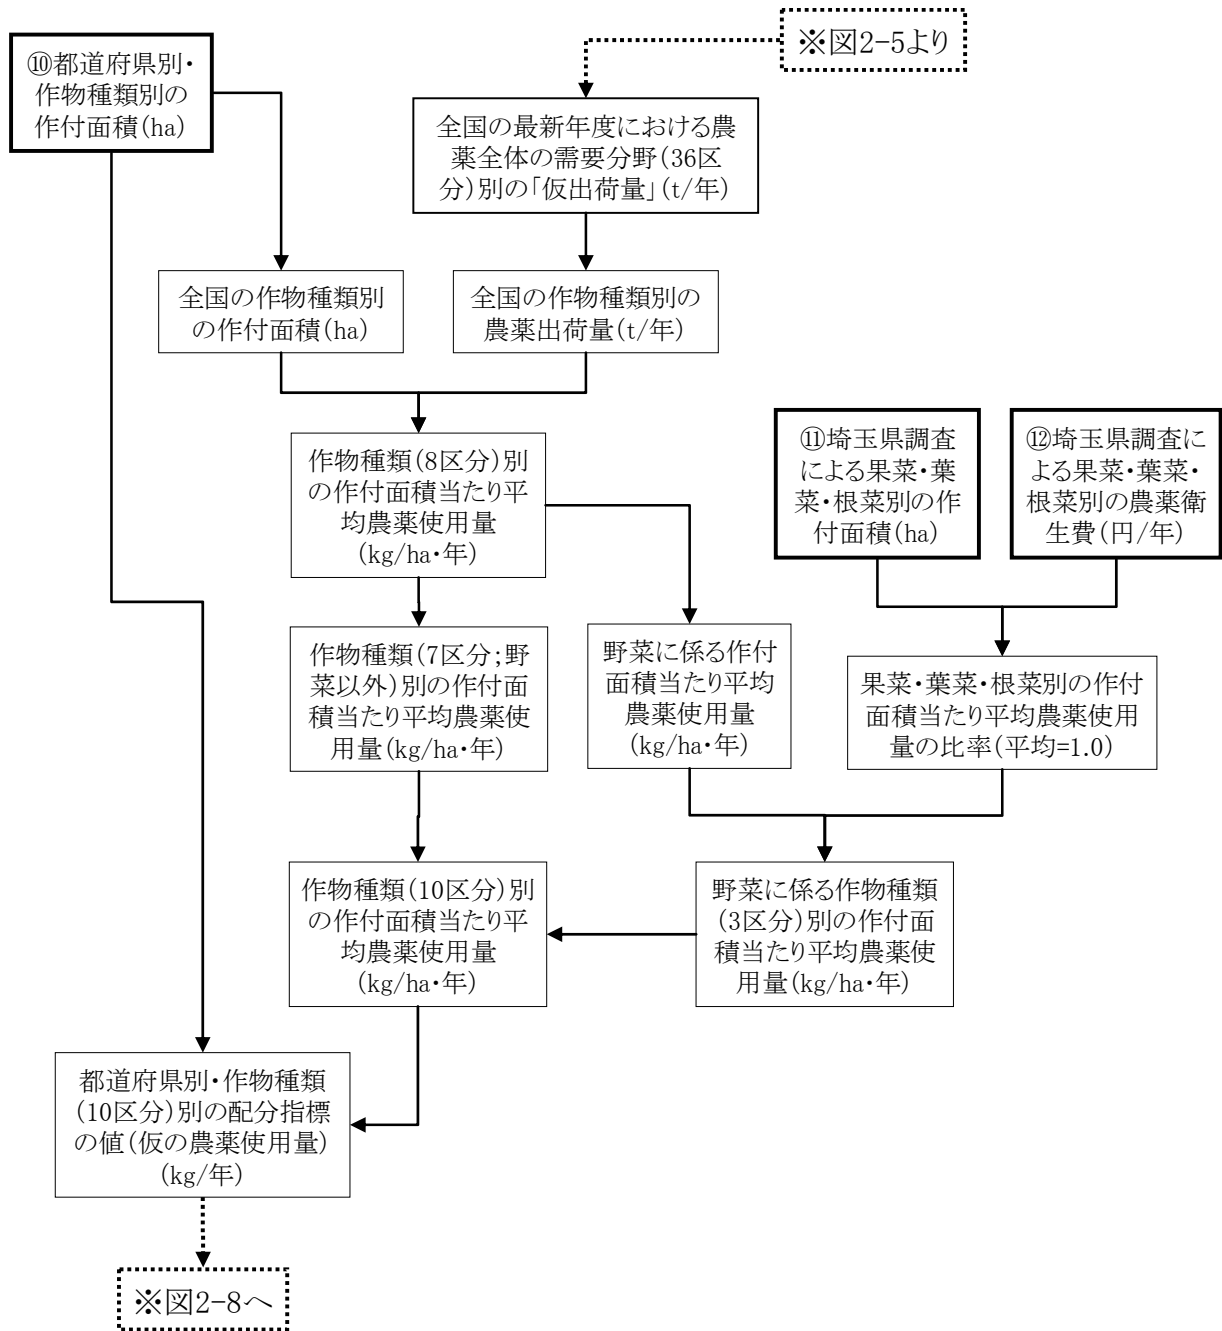 ※図2-5より
⑩都道府県別・
作物種類別の
作付面積(ha)
全国の最新年度における農
薬全体の需要分野(36区
分)別の「仮出荷量」(t/年)
全国の作物種類別
の作付面積(ha)
全国の作物種類別の
農薬出荷量(t/年)
作物種類(8区分)別
の作付面積当たり平
均農薬使用量
(kg/ha・年)
⑪埼玉県調査
による果菜・葉
菜・根菜別の作
付面積(ha)
⑫埼玉県調査に
よる果菜・葉菜・
根菜別の農薬衛
生費(円/年)
作物種類(7区分;野
菜以外)別の作付面
積当たり平均農薬使
用量(kg/ha・年)
野菜に係る作付
面積当たり平均
農薬使用量
(kg/ha・年)
果菜・葉菜・根菜別の作付
面積当たり平均農薬使用
量の比率(平均=1.0)
作物種類(10区分)別
の作付面積当たり平
均農薬使用量
(kg/ha・年)
野菜に係る作物種類
(3区分)別の作付面
積当たり平均農薬使
用量(kg/ha・年)
都道府県別・作物種類
(10区分)別の配分指標
の値(仮の農薬使用量)
(kg/年)
※図2-8へ